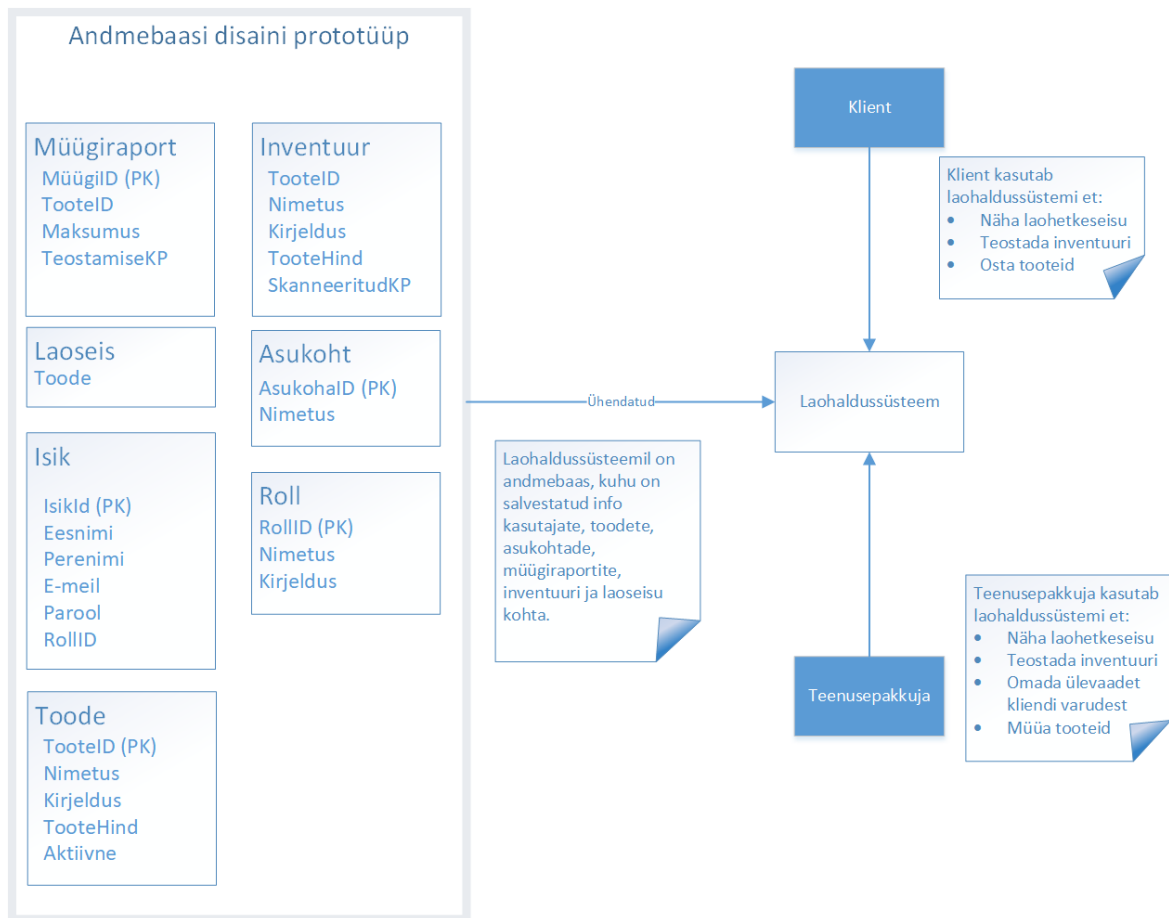 Andmebaasi disaini prototüüp
Müügiraport
MüügiID (PK)
TooteID
Maksumus
TeostamiseKP
Inventuur
TooteID
Nimetus
Kirjeldus
TooteHind
SkanneeritudKP
Laoseis
Toode
Asukoht
AsukohaID (PK)
Nimetus
Isik
IsikId (PK)
Eesnimi
Perenimi
E-meil
Parool
RollID
Roll
RollID (PK)
Nimetus
Kirjeldus
Toode
TooteID (PK)
Nimetus
Kirjeldus
TooteHind
Aktiivne
Ühendatud
Laohaldussüsteemil on
andmebaas, kuhu on
salvestatud info
kasutajate, toodete,
asukohtade,
müügiraportite,
inventuuri ja laoseisu
kohta.
Klient
Klient kasutab
laohaldussüstemi et:
• Näha laohetkeseisu
• Teostada inventuuri
• Osta tooteid
Laohaldussüsteem
Teenusepakkuja
Teenusepakkuja kasutab
laohaldussüstemi et:
• Näha laohetkeseisu
• Teostada inventuuri
• Omada ülevaadet
kliendi varudest
• Müüa tooteid